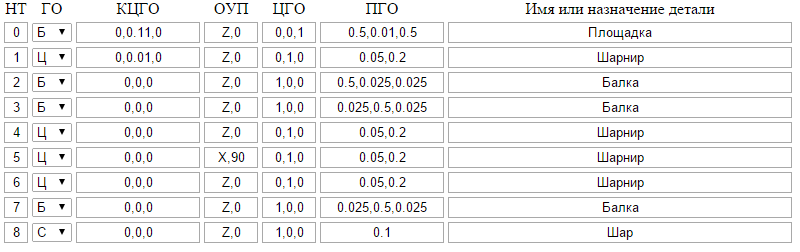 НТ ГО КЦГО ОУП ЦГО ПГО Имя или назначение детали
0 Б 0,0.11,0 Z,0 0,0,1 0.5,0.01,0.5 Площадка
1 Ц 0,0.01,0 Z,0 0,1,0 0.05,0.2 Шарнир
2 Б 0,0,0 Z,0 1,0,0 0.5,0.025,0.025 Балка
3 Б 0,0,0 Z,0 1,0,0 0.025,0.5,0.025 Балка
4 Ц 0,0,0 Z,0 0,1,0 0.05,0.2 Шарнир
5 Ц 0,0,0 X,90 0,1,0 0.05,0.2 Шарнир
6 Ц 0,0,0 Z,0 0,1,0 0.05,0.2 Шарнир
7 Б 0,0,0 Z,0 1,0,0 0.025,0.5,0.025 Балка
8 С 0,0,0 Z,0 1,0,0 0.1 Шар